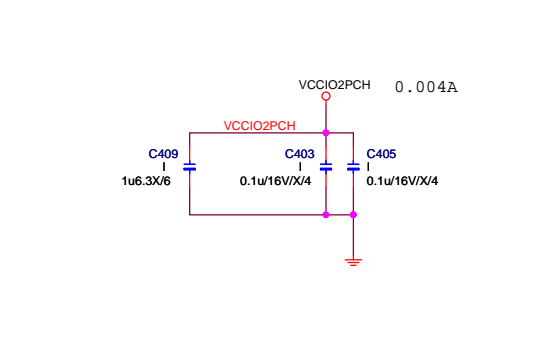 VCCIO2PCH 0.004A
VCCIO2PCH
C409 C403 C405
I I I
1u6.3X/6 0.1u/16V/X/4 0.1u/16V/X/4